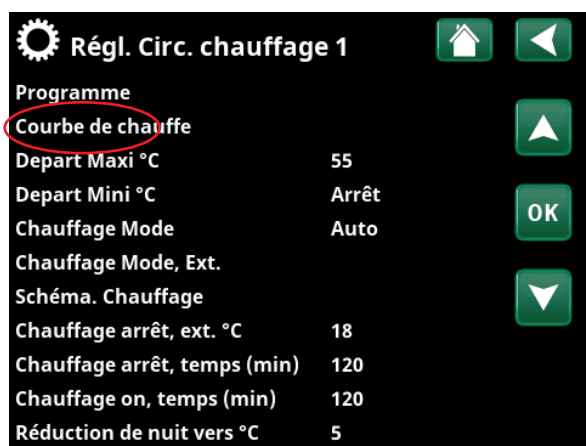 Régl. Circ. chauffage 1
Programme
Courbe de chauffe
Depart Maxi °C 55
Depart Mini °C Arrêt
Chauffage Mode Auto
Chauffage Mode, Ext.
Schéma. Chauffage
Chauffage arrêt, ext. °C 18
Chauffage arrêt, temps (min) 120
Chauffage on, temps (min) 120
Réduction de nuit vers °C 5
OK